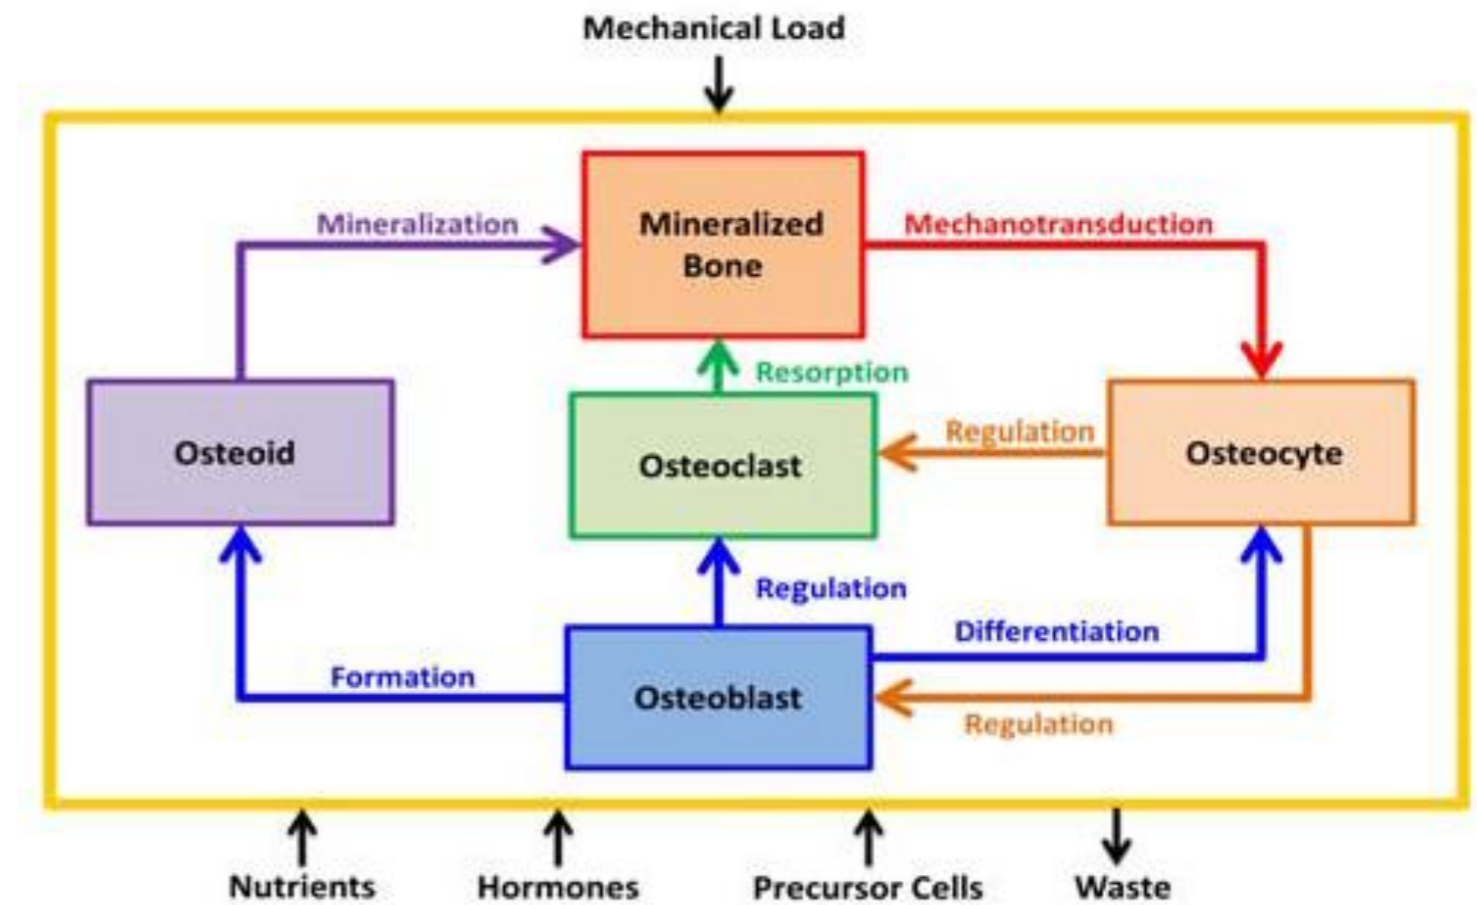 Mechanical Load
Mineralization
Mineralized
Bone
Mechanotransduction
Resorption
Osteoid
Osteoclast
Regulation
Osteocyte
Regulation
Differentiation
Formation
Osteoblast
Regulation
Nutrients
Hormones
Precursor Cells
Waste